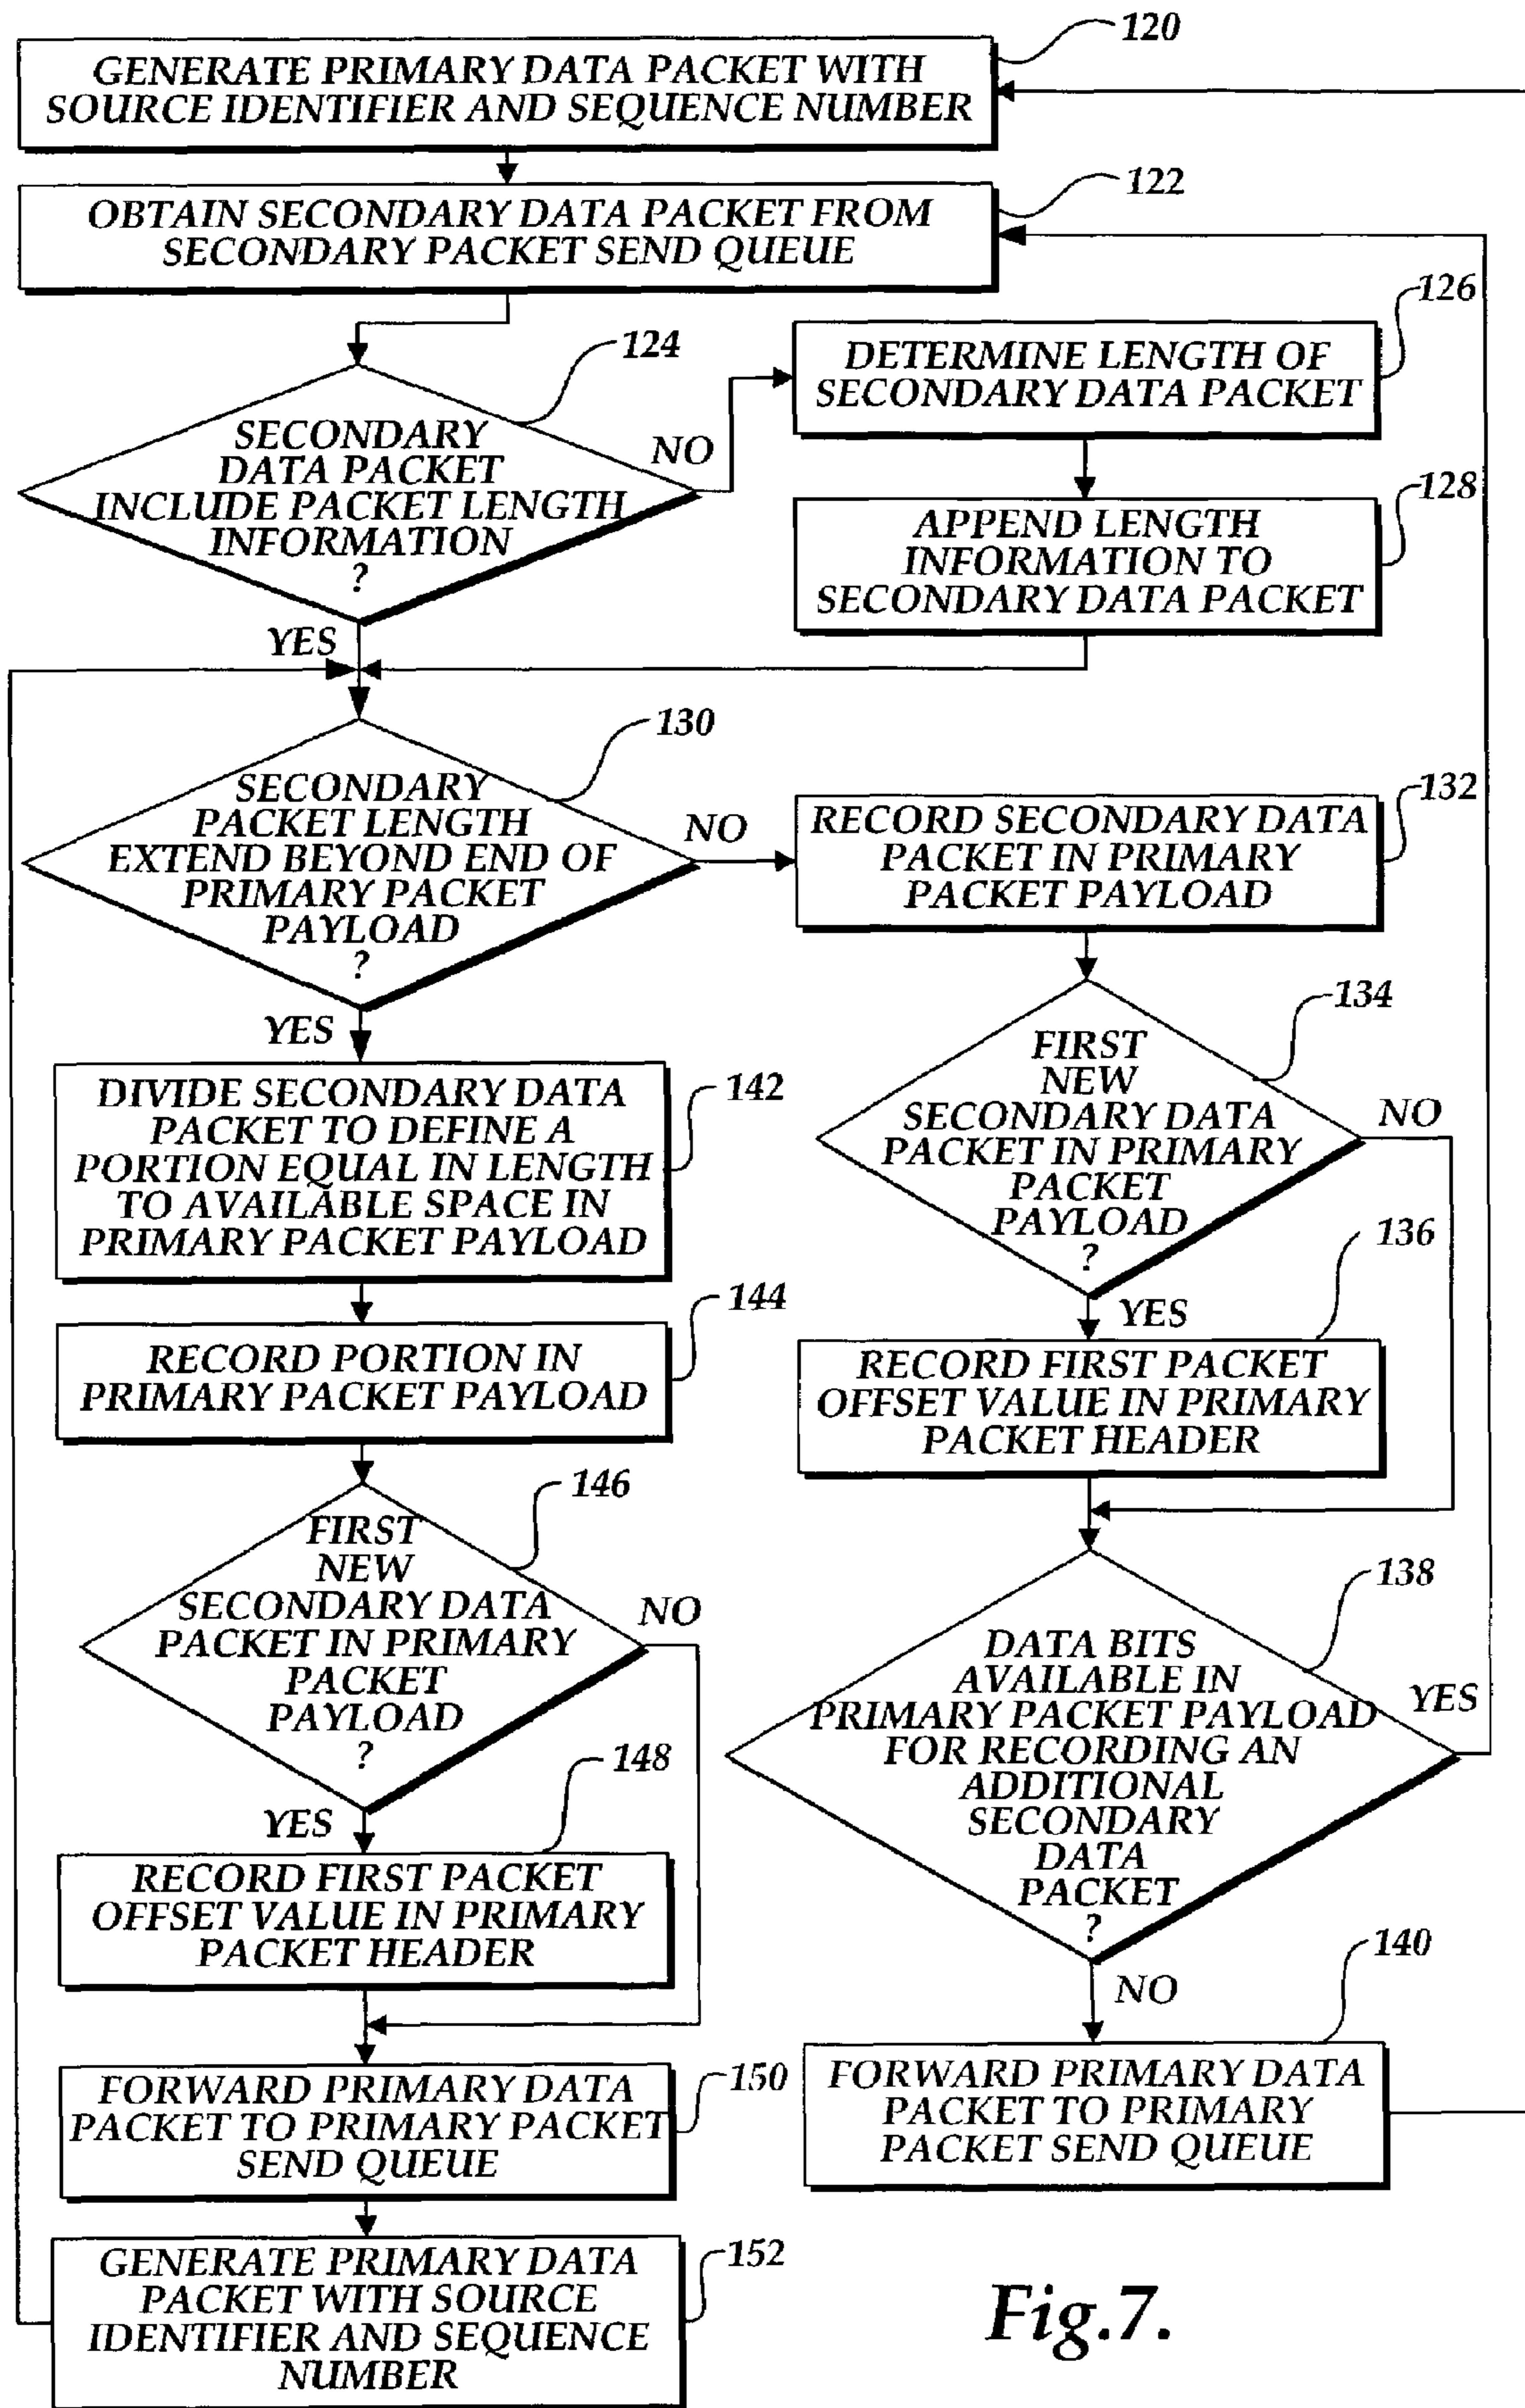 120
GENERATE PRIMARY DATA PACKET WITH
SOURCE IDENTIFIER AND SEQUENCE NUMBER
122
OBTAIN SECONDARY DATA PACKET FROM
SECONDARY PACKET SEND QUEUE
124
SECONDARY
DATA PACKET
INCLUDE PACKET LENGTH
INFORMATION
?
NO
YES
126
DETERMINE LENGTH OF
SECONDARY DATA PACKET
128
APPEND LENGTH
INFORMATION TO
SECONDARY DATA PACKET
130
SECONDARY
PACKET LENGTH
EXTEND BEYOND END OF
PRIMARY PACKET
PAYLOAD
?
NO
YES
132
RECORD SECONDARY DATA
PACKET IN PRIMARY
PACKET PAYLOAD
134
FIRST
NEW
SECONDARY DATA
PACKET IN PRIMARY
PACKET
PAYLOAD
?
NO
YES
136
RECORD FIRST PACKET
OFFSET VALUE IN PRIMARY
PACKET HEADER
138
DATA BITS
AVAILABLE IN
PRIMARY PACKET PAYLOAD
FOR RECORDING AN
ADDITIONAL
SECONDARY
DATA
PACKET
?
YES
NO
140
FORWARD PRIMARY DATA
PACKET TO PRIMARY
PACKET SEND QUEUE
142
DIVIDE SECONDARY DATA
PACKET TO DEFINE A
PORTION EQUAL IN LENGTH
TO AVAILABLE SPACE IN
PRIMARY PACKET PAYLOAD
144
RECORD PORTION IN
PRIMARY PACKET PAYLOAD
146
FIRST
NEW
SECONDARY DATA
PACKET IN PRIMARY
PACKET
PAYLOAD
?
NO
YES
148
RECORD FIRST PACKET
OFFSET VALUE IN PRIMARY
PACKET HEADER
150
FORWARD PRIMARY DATA
PACKET TO PRIMARY PACKET
SEND QUEUE
152
GENERATE PRIMARY DATA
PACKET WITH SOURCE
IDENTIFIER AND SEQUENCE
NUMBER
Fig.7.